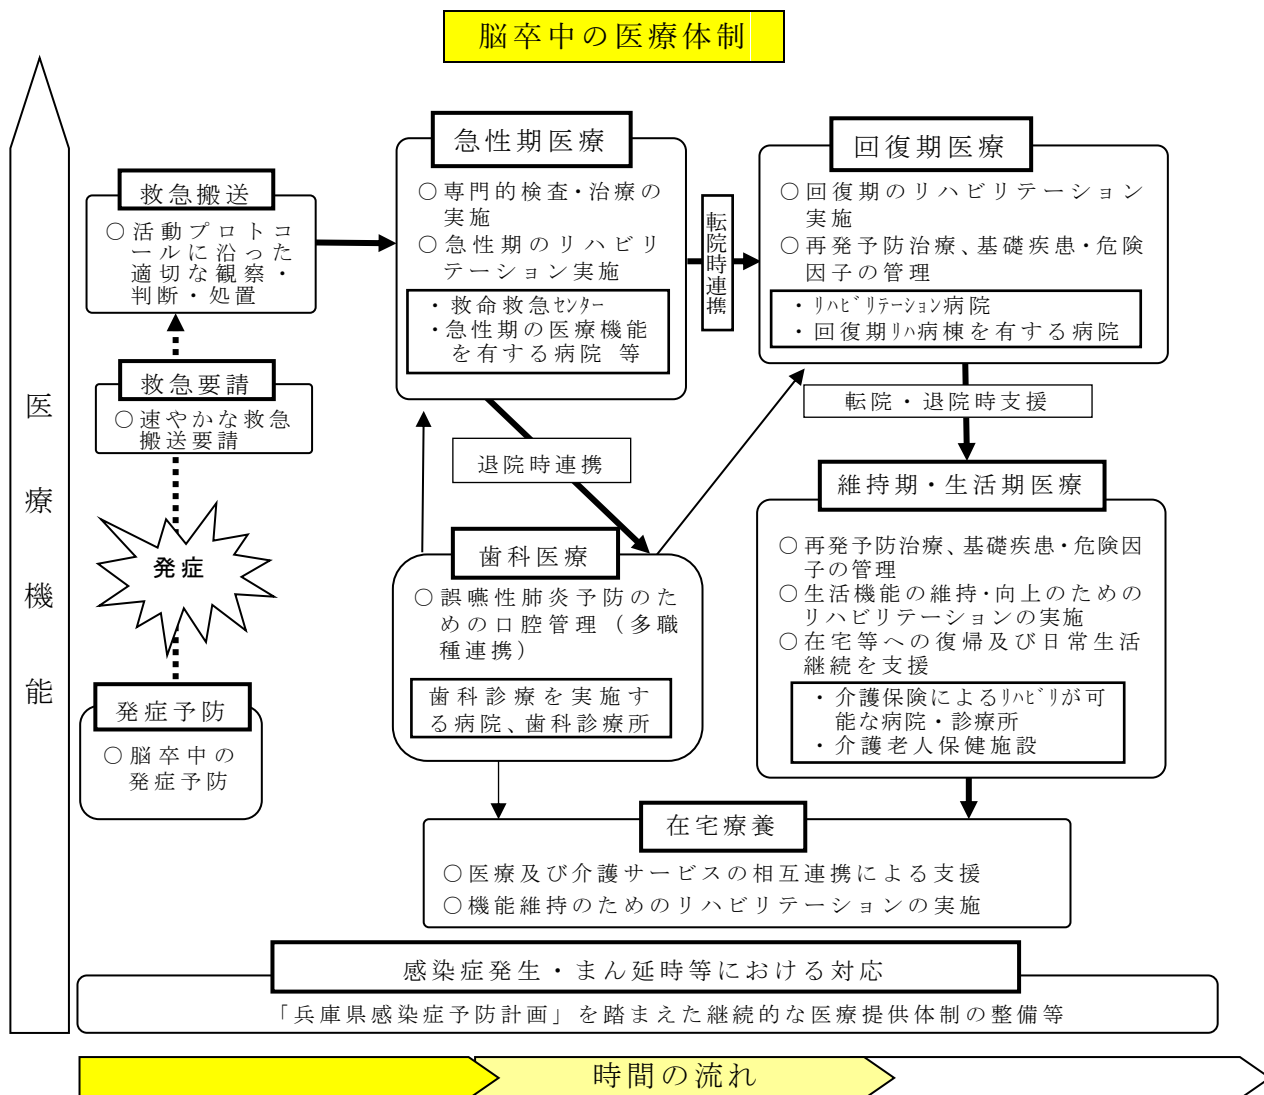 脳卒中の医療体制
医療機能
救急搬送
○活動プロトコ
ールに沿った
適切な観察・
判断・処置
救急要請
○速やかな救急
搬送要請
発症
発症予防
○脳卒中の
発症予防
急性期医療
○専門的検査・治療の
実施
○急性期のリハビリ
テーション実施
・救命救急ｾﾝﾀｰ
・急性期の医療機能
を有する病院 等
転院時連携
回復期医療
○回復期のリハビリテーション
実施
○再発予防治療、基礎疾患・危険
因子の管理
・ﾘﾊﾋﾞﾘﾃｰｼｮﾝ病院
・回復期ﾘﾊ病棟を有する病院
転院・退院時支援
退院時連携
歯科医療
○誤嚥性肺炎予防のた
めの口腔管理（多職
種連携）
歯科診療を実施す
る病院、歯科診療所
維持期・生活期医療
○再発予防治療、基礎疾患・危険因
子の管理
○生活機能の維持・向上のための
リハビリテーションの実施
○在宅等への復帰及び日常生活
継続を支援
・介護保険によるﾘﾊﾋﾞﾘが可
能な病院・診療所
・介護老人保健施設
在宅療養
○医療及び介護サービスの相互連携による支援
○機能維持のためのリハビリテーションの実施
感染症発生・まん延時等における対応
「兵庫県感染症予防計画」を踏まえた継続的な医療提供体制の整備等
時間の流れ